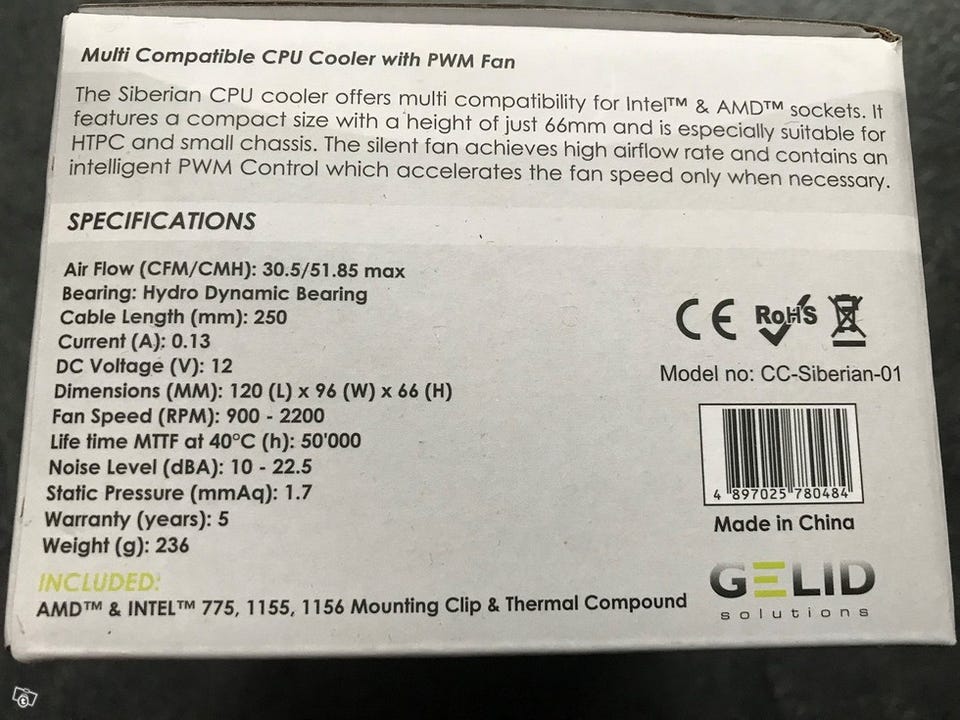 Multi Compatible CPU Cooler with PWM Fan
The Siberian CPU cooler offers multi compatibility for Intel™ & AMD™ sockets. It
features a compact size with a height of just 66mm and is especially suitable for
HTPC and small chassis. The silent fan achieves high airflow rate and contains an
intelligent PWM Control which accelerates the fan speed only when necessary.
SPECIFICATIONS
Air Flow (CFM/CMH): 30.5/51.85 max
Bearing: Hydro Dynamic Bearing
Cable Length (mm): 250
Current (A): 0.13
DC Voltage (V): 12
Dimensions (MM): 120 (L) x 96 (W) x 66 (H)
Fan Speed (RPM): 900 - 2200
Life time MTTF at 40°C (h): 50'000
Noise Level (dBA): 10 - 22.5
Static Pressure (mmAq): 1.7
Warranty (years): 5
Weight (g): 236
INCLUDED:
AMD™ & INTEL™ 775, 1155, 1156 Mounting Clip & Thermal Compound
CE RoHS
Model no: CC-Siberian-01
4 897025 780484
Made in China
GELID
solutions
t